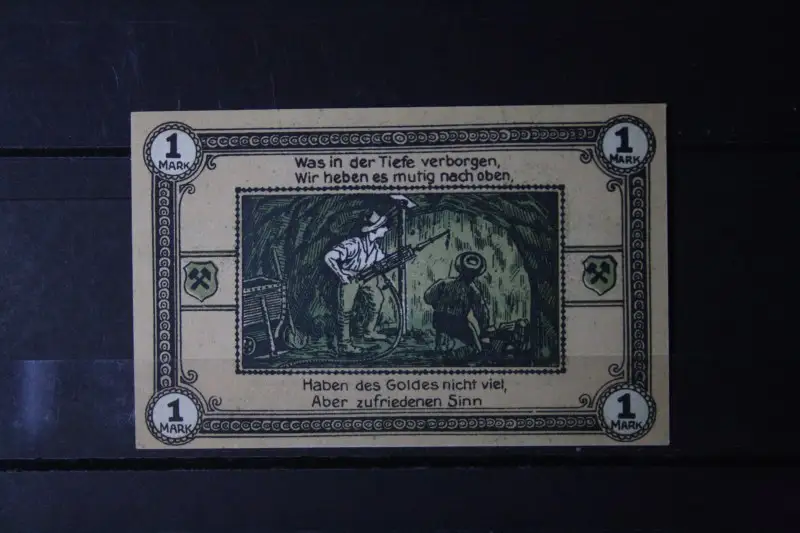 1 MARK
1 MARK
Was in der Tiefe verborgen,
Wir heben es mutig nach oben,
Haben des Goldes nicht viel,
Aber zufriedenen Sinn
1 MARK
1 MARK